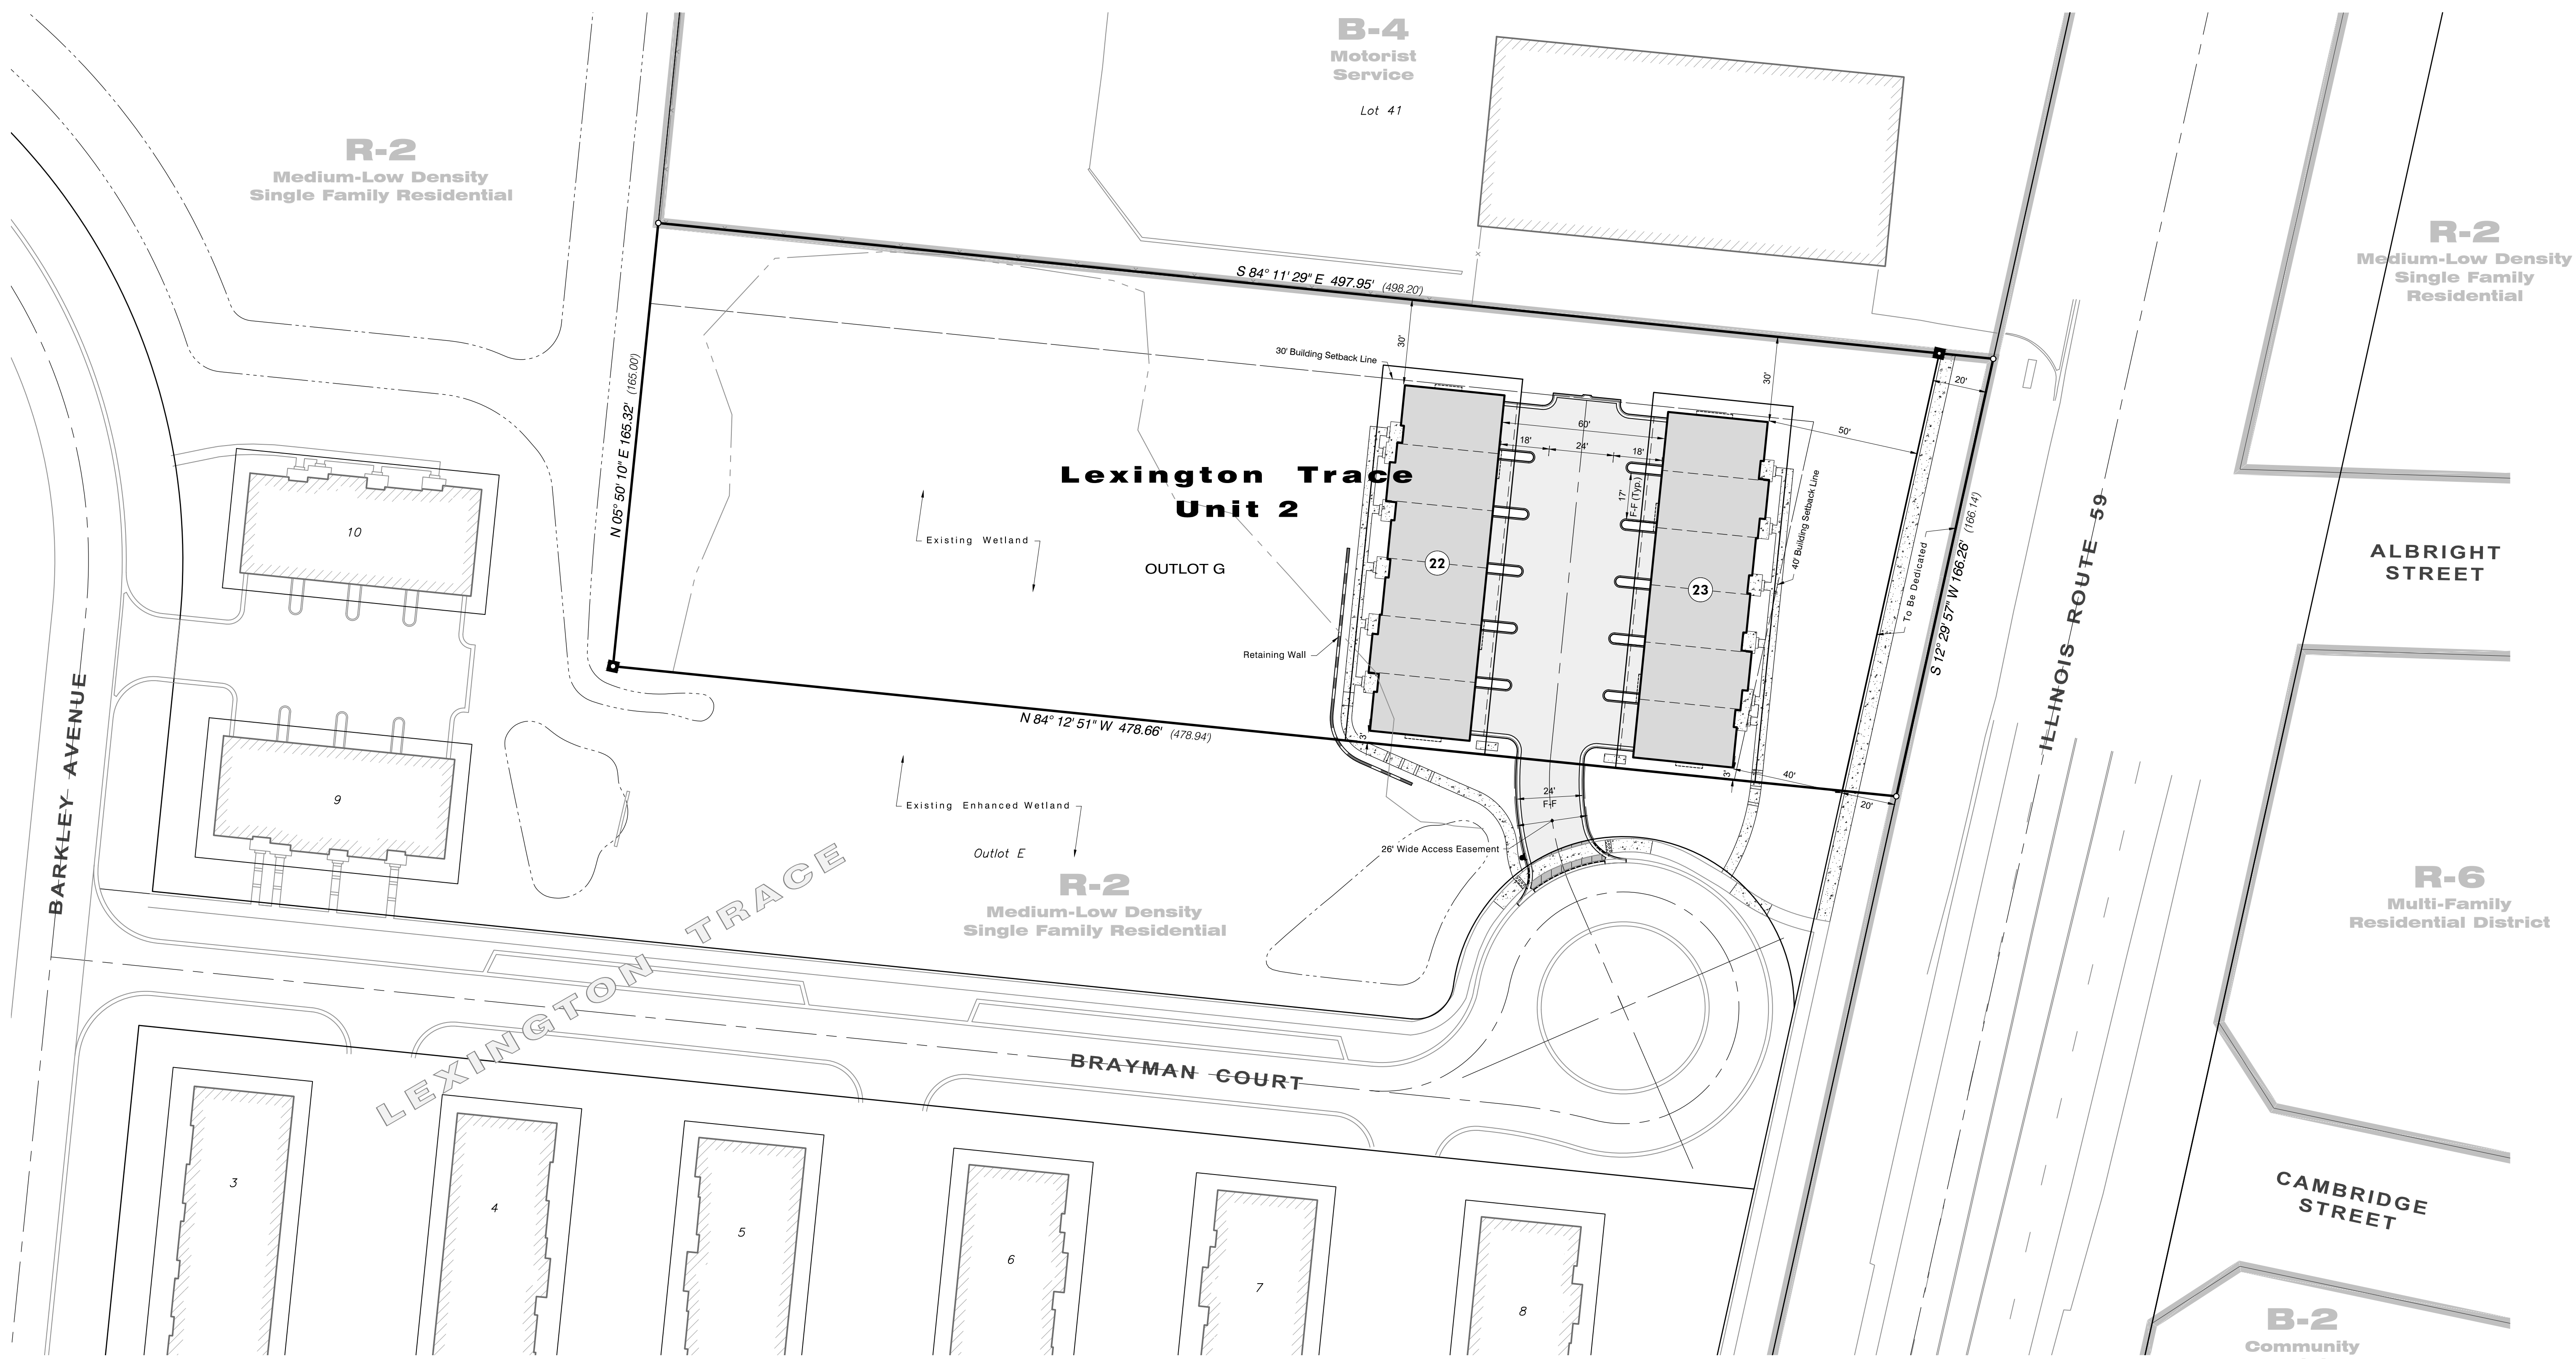 B-4
Motorist
Service
Lot 41
R-2
Medium-Low Density
Single Family Residential
R-2
Medium-Low Density
Single Family
Residential
S 84° 11' 29" E 497.95' (498.20')
30'
30' Building Setback Line
30'
20'
N 05° 50' 10" E 165.32' (165.00')
60'
18'
24'
18'
50'
17'
F-F (Typ.)
40' Building Setback Line
Lexington Trace
Unit 2
OUTLOT G
Existing Wetland
22
23
To Be Dedicated
S 12° 29' 57" W 166.26' (166.14')
ILLINOIS ROUTE 59
ALBRIGHT
STREET
10
9
BARKLEY AVENUE
Retaining Wall
N 84° 12' 51" W 478.66' (478.94')
3'
3'
40'
20'
24'
F-F
26' Wide Access Easement
Existing Enhanced Wetland
Outlot E
R-2
Medium-Low Density
Single Family Residential
LEXINGTON TRACE
BRAYMAN COURT
R-6
Multi-Family
Residential District
CAMBRIDGE
STREET
B-2
Community
3
4
5
6
7
8